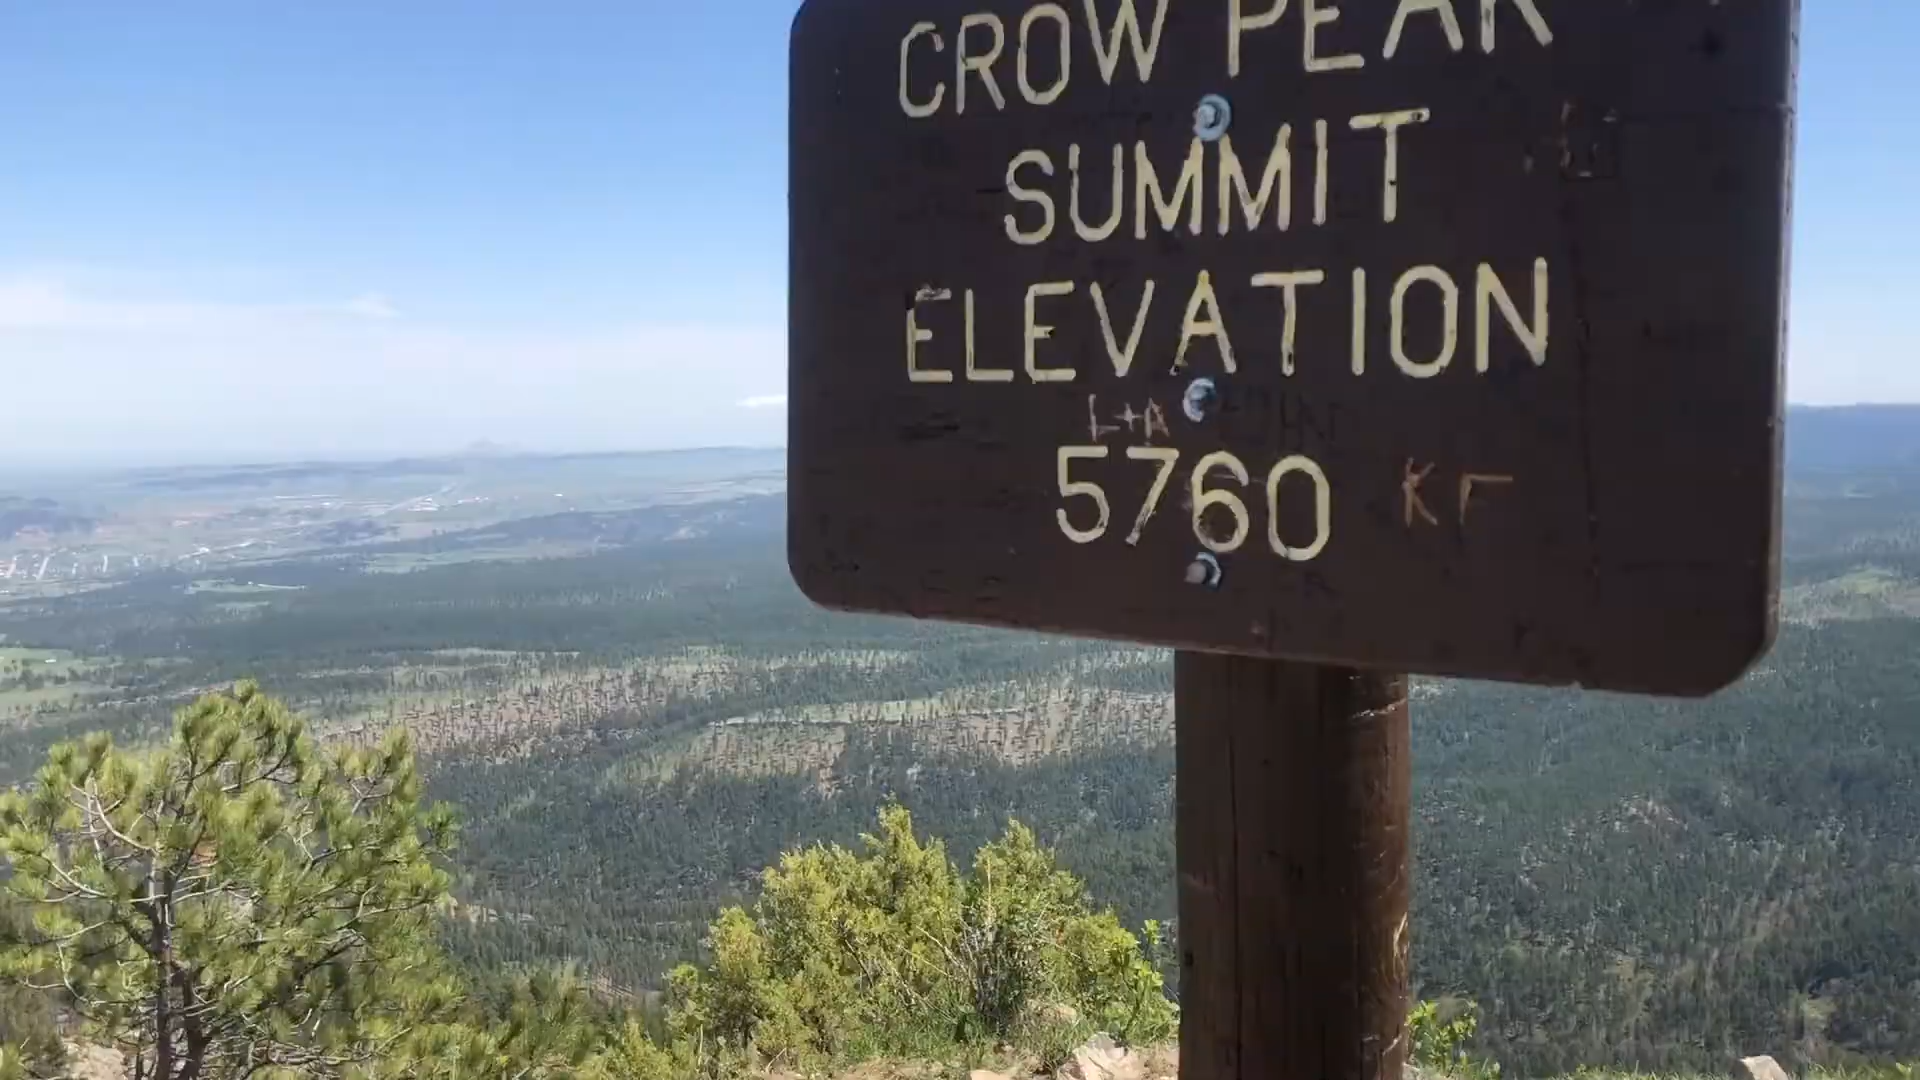 CROW PEAK
SUMMIT
ELEVATION
L+A
5760 KF